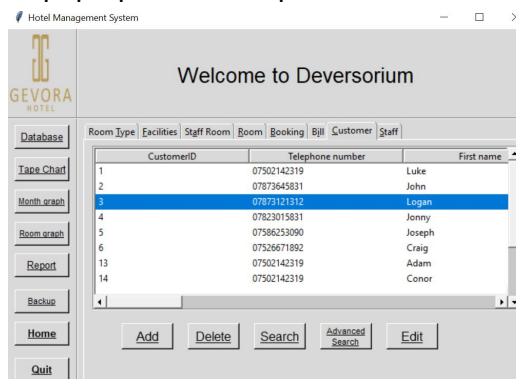 Hotel Management System
GEVORA
HOTEL
Welcome to Deversorium
Database
Tape Chart
Month graph
Room graph
Report
Backup
Home
Quit
Room Type Facilities Staff Room Room Booking Bill Customer Staff
CustomerID Telephone number First name
1 07502142319 Luke
2 07873645831 John
3 07873121312 Logan
4 07823015831 Jonny
5 07586253090 Joseph
6 07526671892 Craig
13 07502142319 Adam
14 07502142319 Conor
Add Delete Search Advanced Search Edit